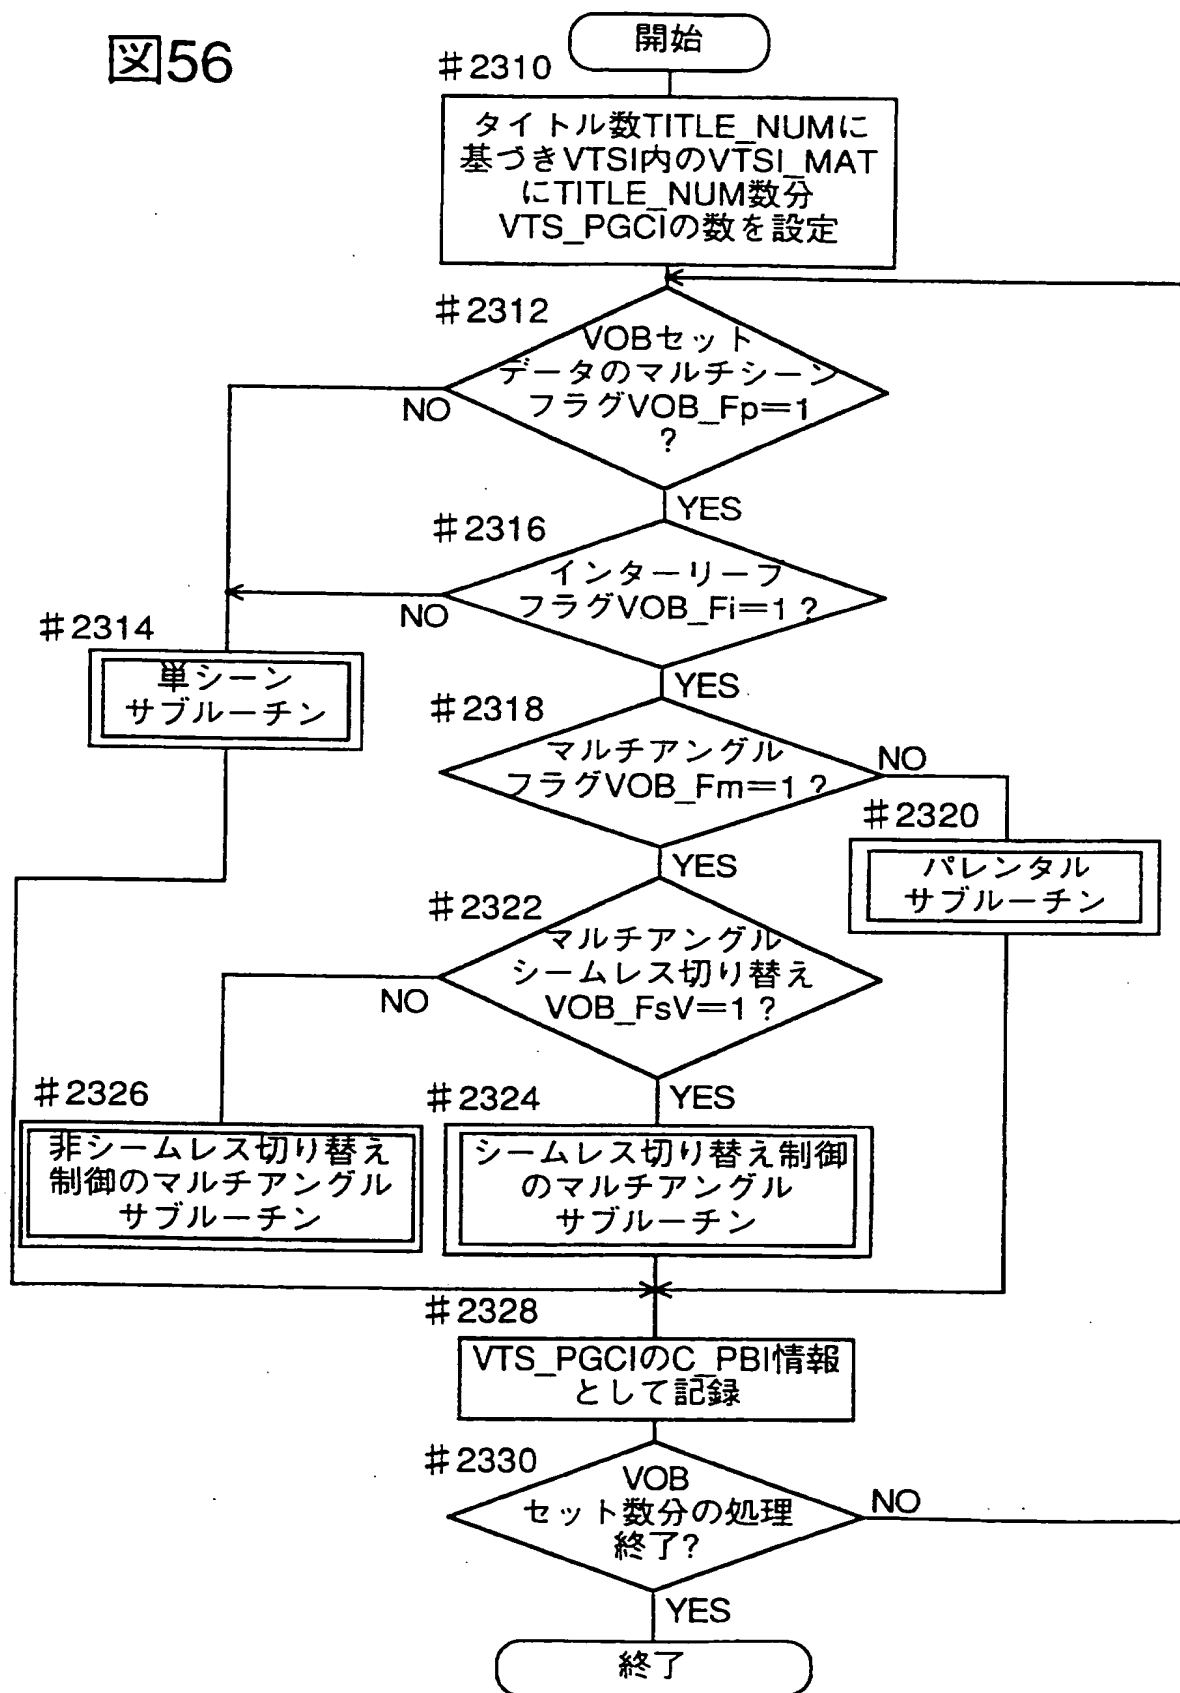 図56
開始
#2310
タイトル数TITLE_NUMに
基づきVTSI内のVTSI_MAT
にTITLE_NUM数分
VTS_PGCIの数を設定
#2312
VOBセット
データのマルチシーン
フラグVOB_Fp=1
?
NO
YES
#2316
インターリーフ
フラグVOB_Fi=1?
NO
YES
#2314
単シーン
サブルーチン
#2318
マルチアングル
フラグVOB_Fm=1?
NO
YES
#2320
パレンタル
サブルーチン
#2322
マルチアングル
シームレス切り替え
VOB_FsV=1?
NO
YES
#2326
非シームレス切り替え
制御のマルチアングル
サブルーチン
#2324
シームレス切り替え制御
のマルチアングル
サブルーチン
#2328
VTS_PGCIのC_PBI情報
として記録
#2330
VOB
セット数分の処理
終了?
NO
YES
終了